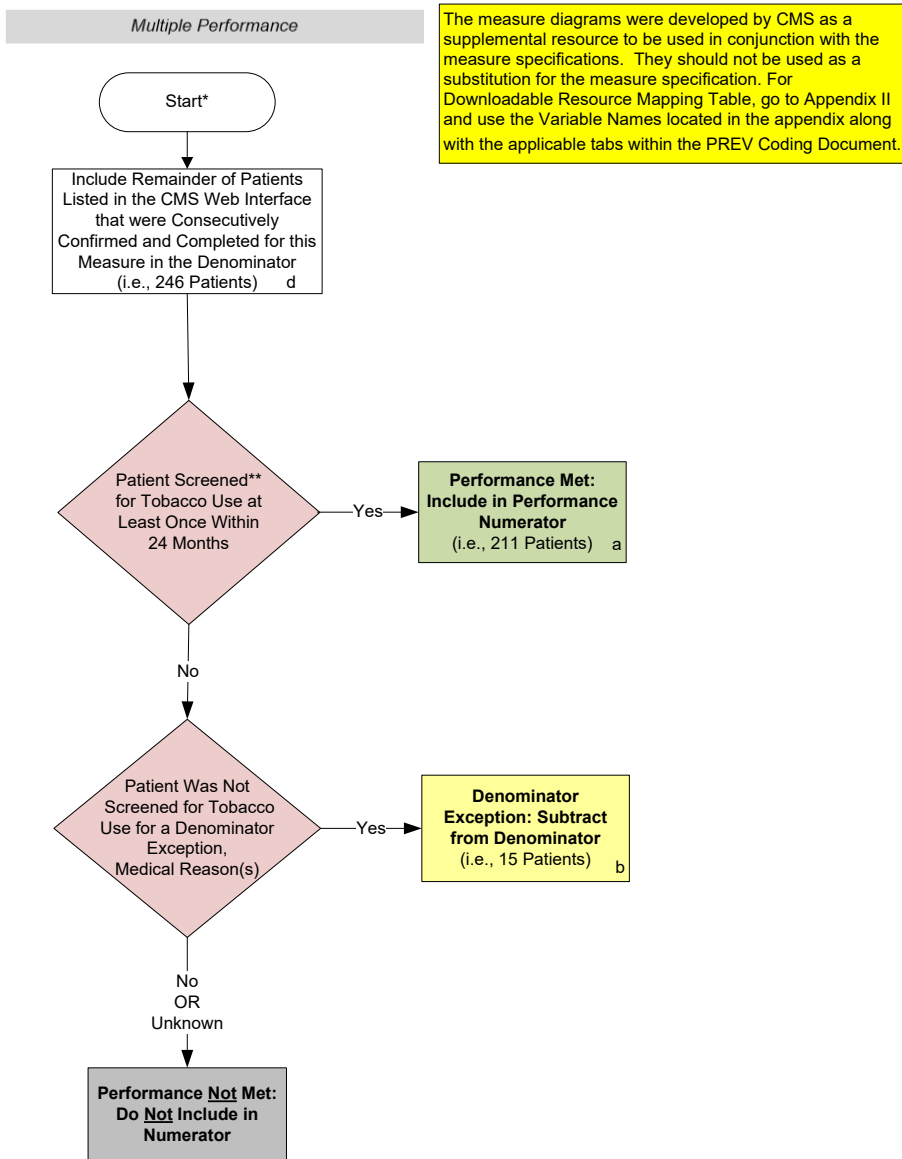 Multiple Performance
The measure diagrams were developed by CMS as a
supplemental resource to be used in conjunction with the
measure specifications.  They should not be used as a
substitution for the measure specification. For
Downloadable Resource Mapping Table, go to Appendix II
and use the Variable Names located in the appendix along
with the applicable tabs within the PREV Coding Document.
Start*
Include Remainder of Patients
Listed in the CMS Web Interface
that were Consecutively
Confirmed and Completed for this
Measure in the Denominator
(i.e., 246 Patients) d
Patient Screened**
for Tobacco Use at
Least Once Within
24 Months
Yes
Performance Met:
Include in Performance
Numerator
(i.e., 211 Patients) a
No
Patient Was Not
Screened for Tobacco
Use for a Denominator
Exception,
Medical Reason(s)
Yes
Denominator
Exception: Subtract
from Denominator
(i.e., 15 Patients) b
No
OR
Unknown
Performance Not Met:
Do Not Include in
Numerator